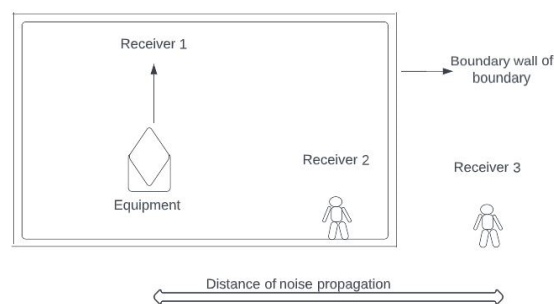 Receiver 1
Boundary wall of
boundary
Receiver 2
Receiver 3
Equipment
Distance of noise propagation